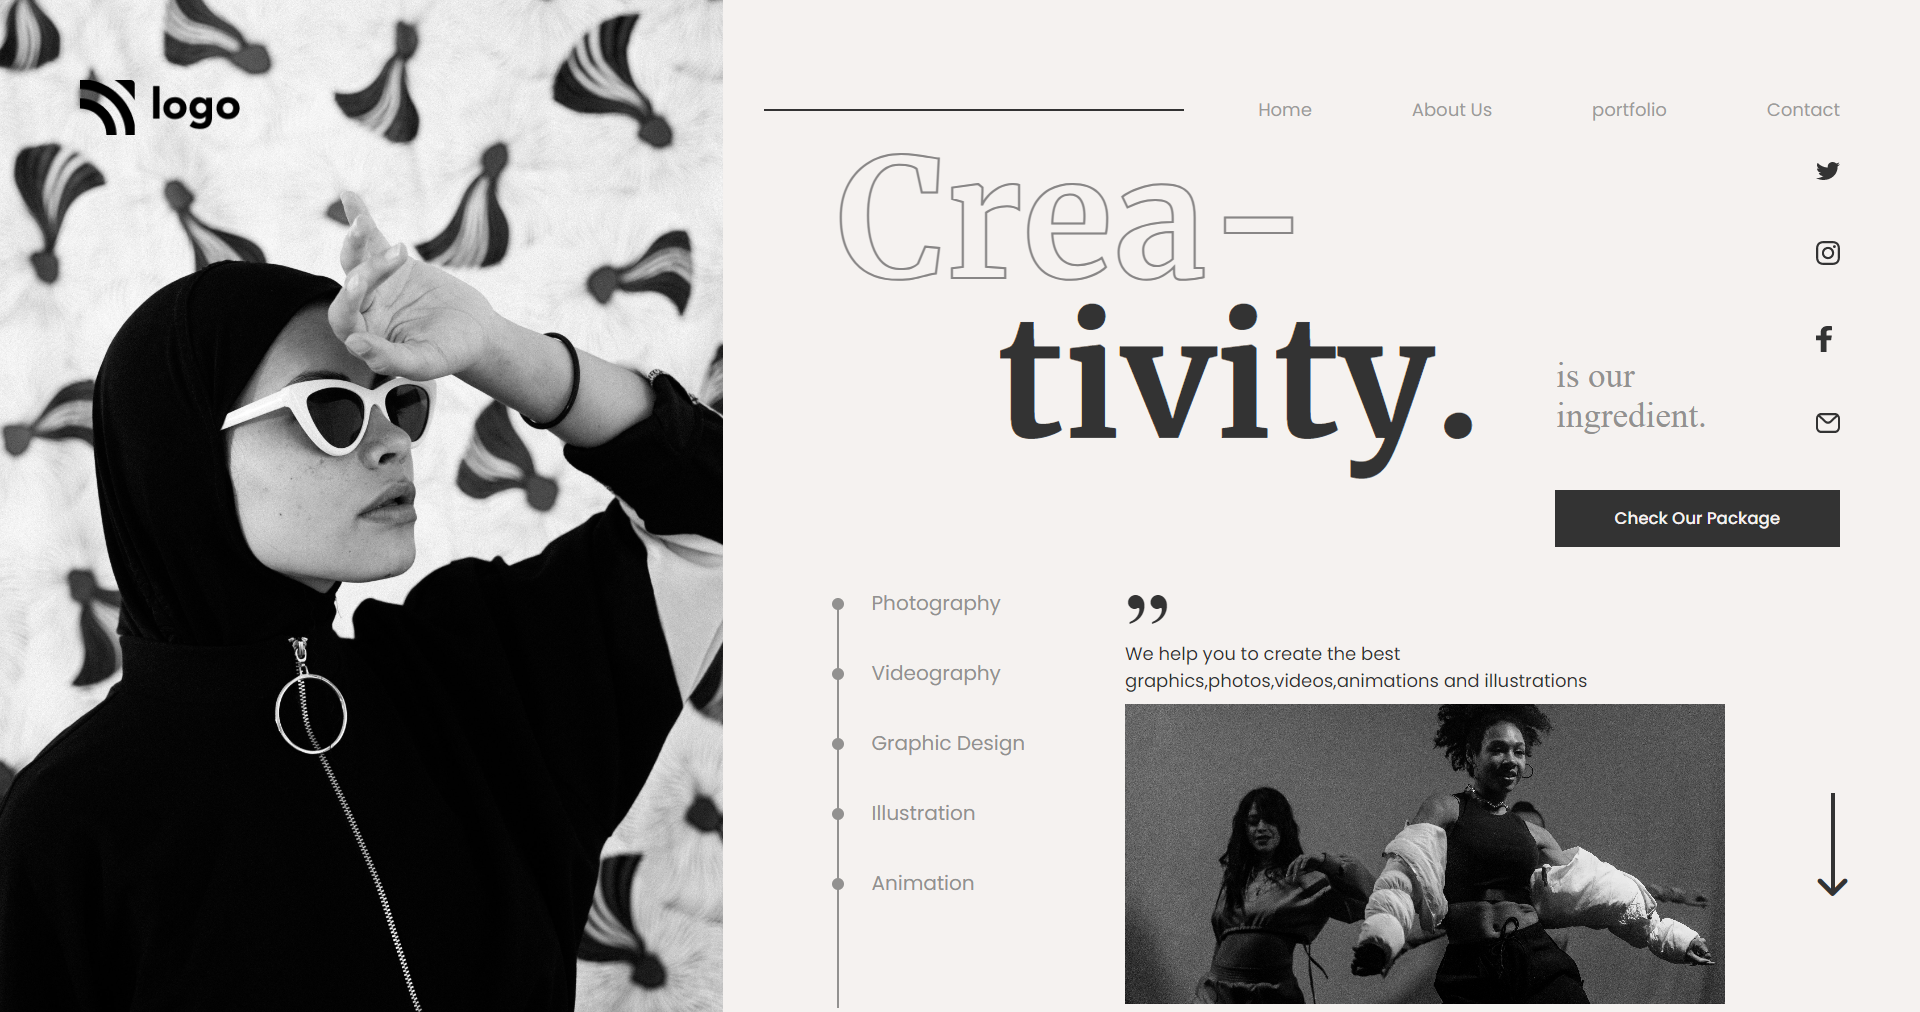 logo
Home
About Us
portfolio
Contact
Crea-
tivity.
is our
ingredient.
Check Our Package
Photography
Videography
Graphic Design
Illustration
Animation
”
We help you to create the best
graphics,photos,videos,animations and illustrations